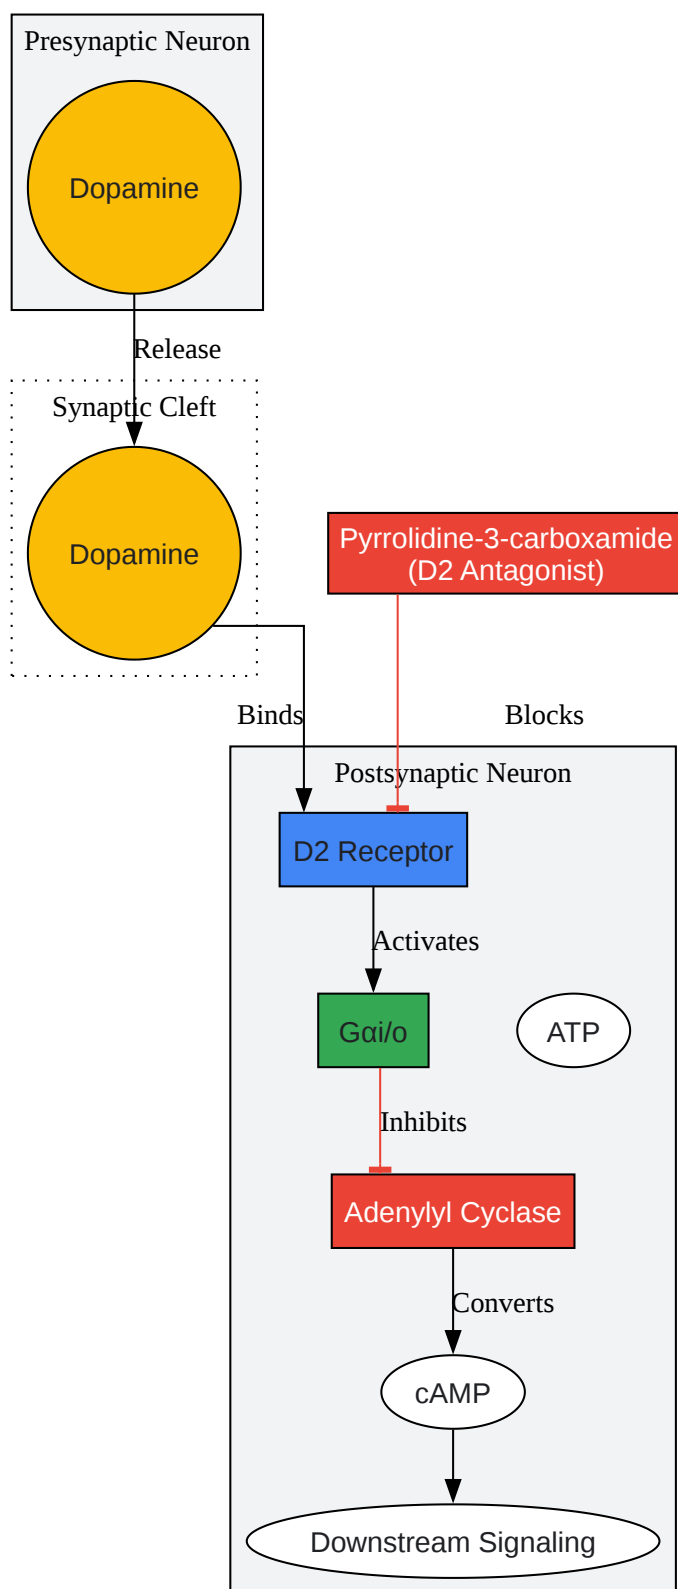 Presynaptic Neuron
Dopamine
Release
Synaptic Cleft
Dopamine
Pyrrolidine-3-carboxamide
(D2 Antagonist)
Binds
Blocks
Postsynaptic Neuron
D2 Receptor
Activates
Gαi/o
ATP
Inhibits
Adenylyl Cyclase
Converts
cAMP
Downstream Signaling